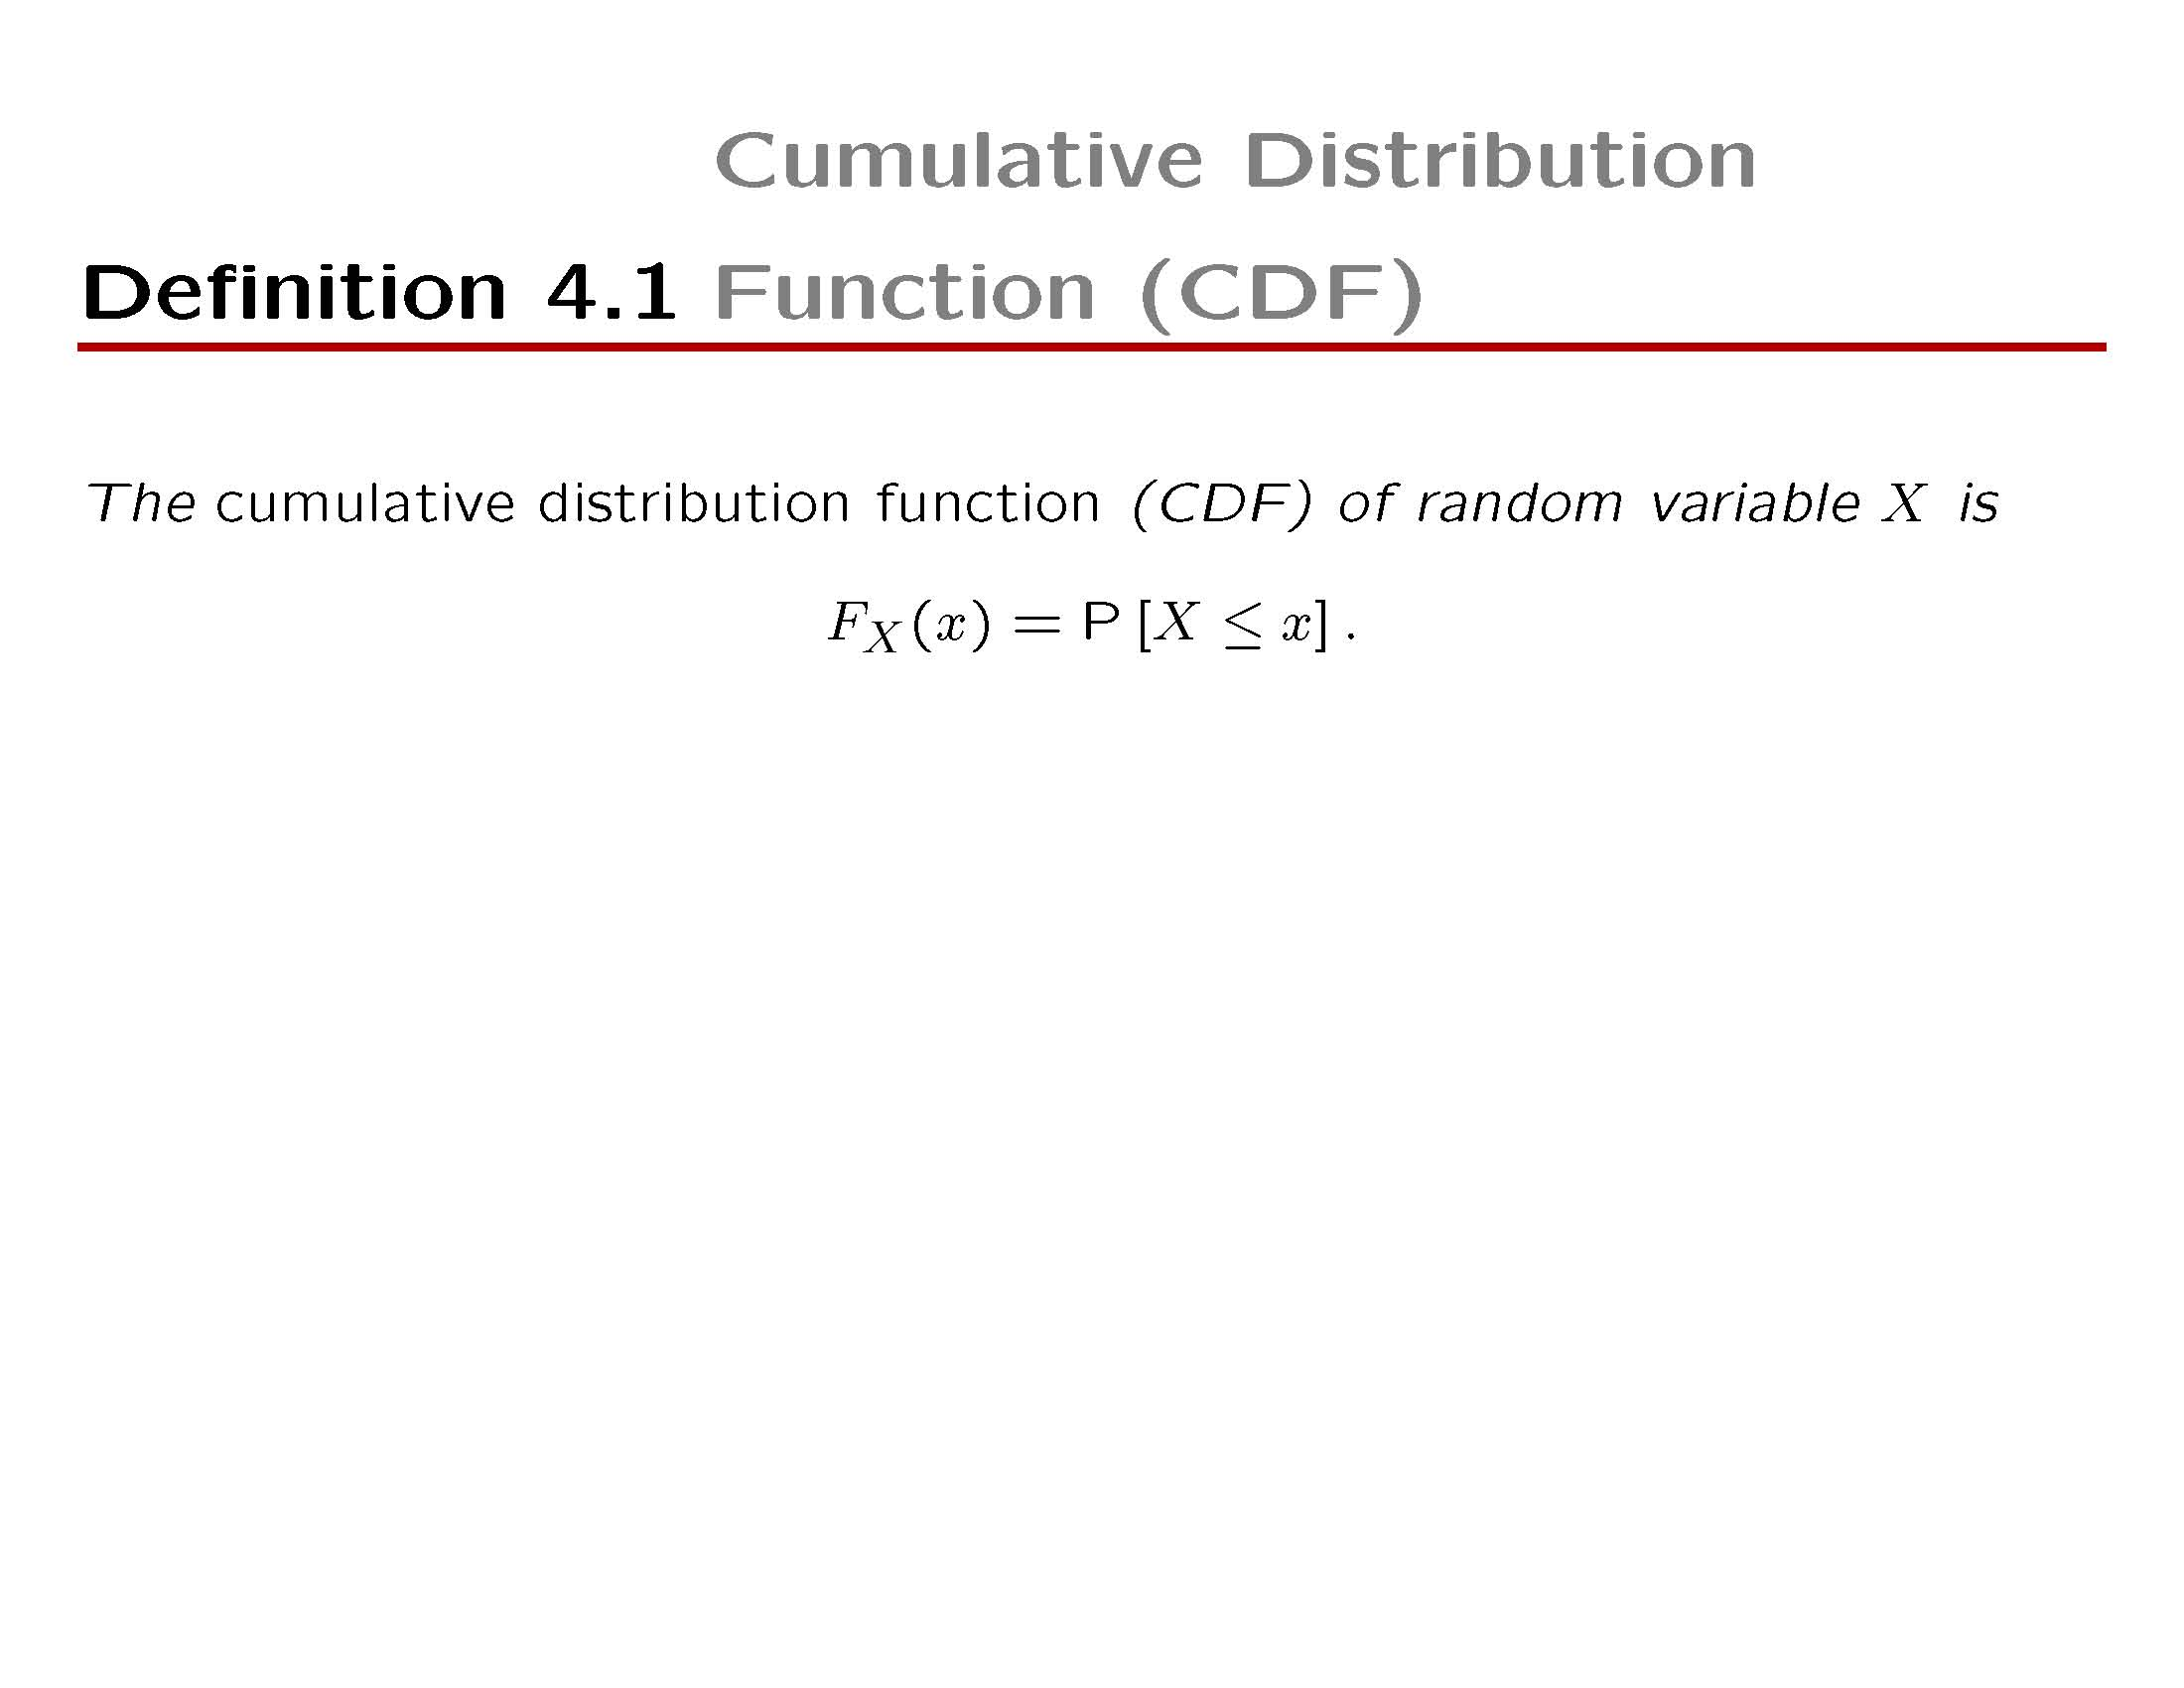 Cumulative Distribution
Definition 4.1 Function (CDF)
The cumulative distribution function (CDF) of random variable X is
F_X(x) = P [X ≤ x] .